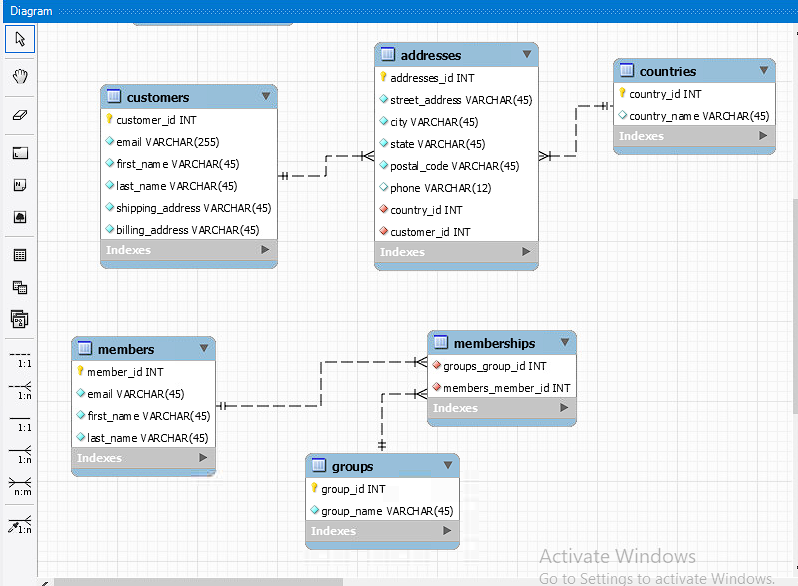 Diagram
customers
customer_id INT
email VARCHAR(255)
first_name VARCHAR(45)
last_name VARCHAR(45)
shipping_address VARCHAR(45)
billing_address VARCHAR(45)
Indexes
addresses
addresses_id INT
street_address VARCHAR(45)
city VARCHAR(45)
state VARCHAR(45)
postal_code VARCHAR(45)
phone VARCHAR(12)
country_id INT
customer_id INT
Indexes
countries
country_id INT
country_name VARCHAR(45)
Indexes
members
member_id INT
email VARCHAR(45)
first_name VARCHAR(45)
last_name VARCHAR(45)
Indexes
memberships
groups_group_id INT
members_member_id INT
Indexes
groups
group_id INT
group_name VARCHAR(45)
Indexes
1:1
1:n
1:1
1:n
n:m
1:n
Activate Windows
Go to Settings to activate Windows.